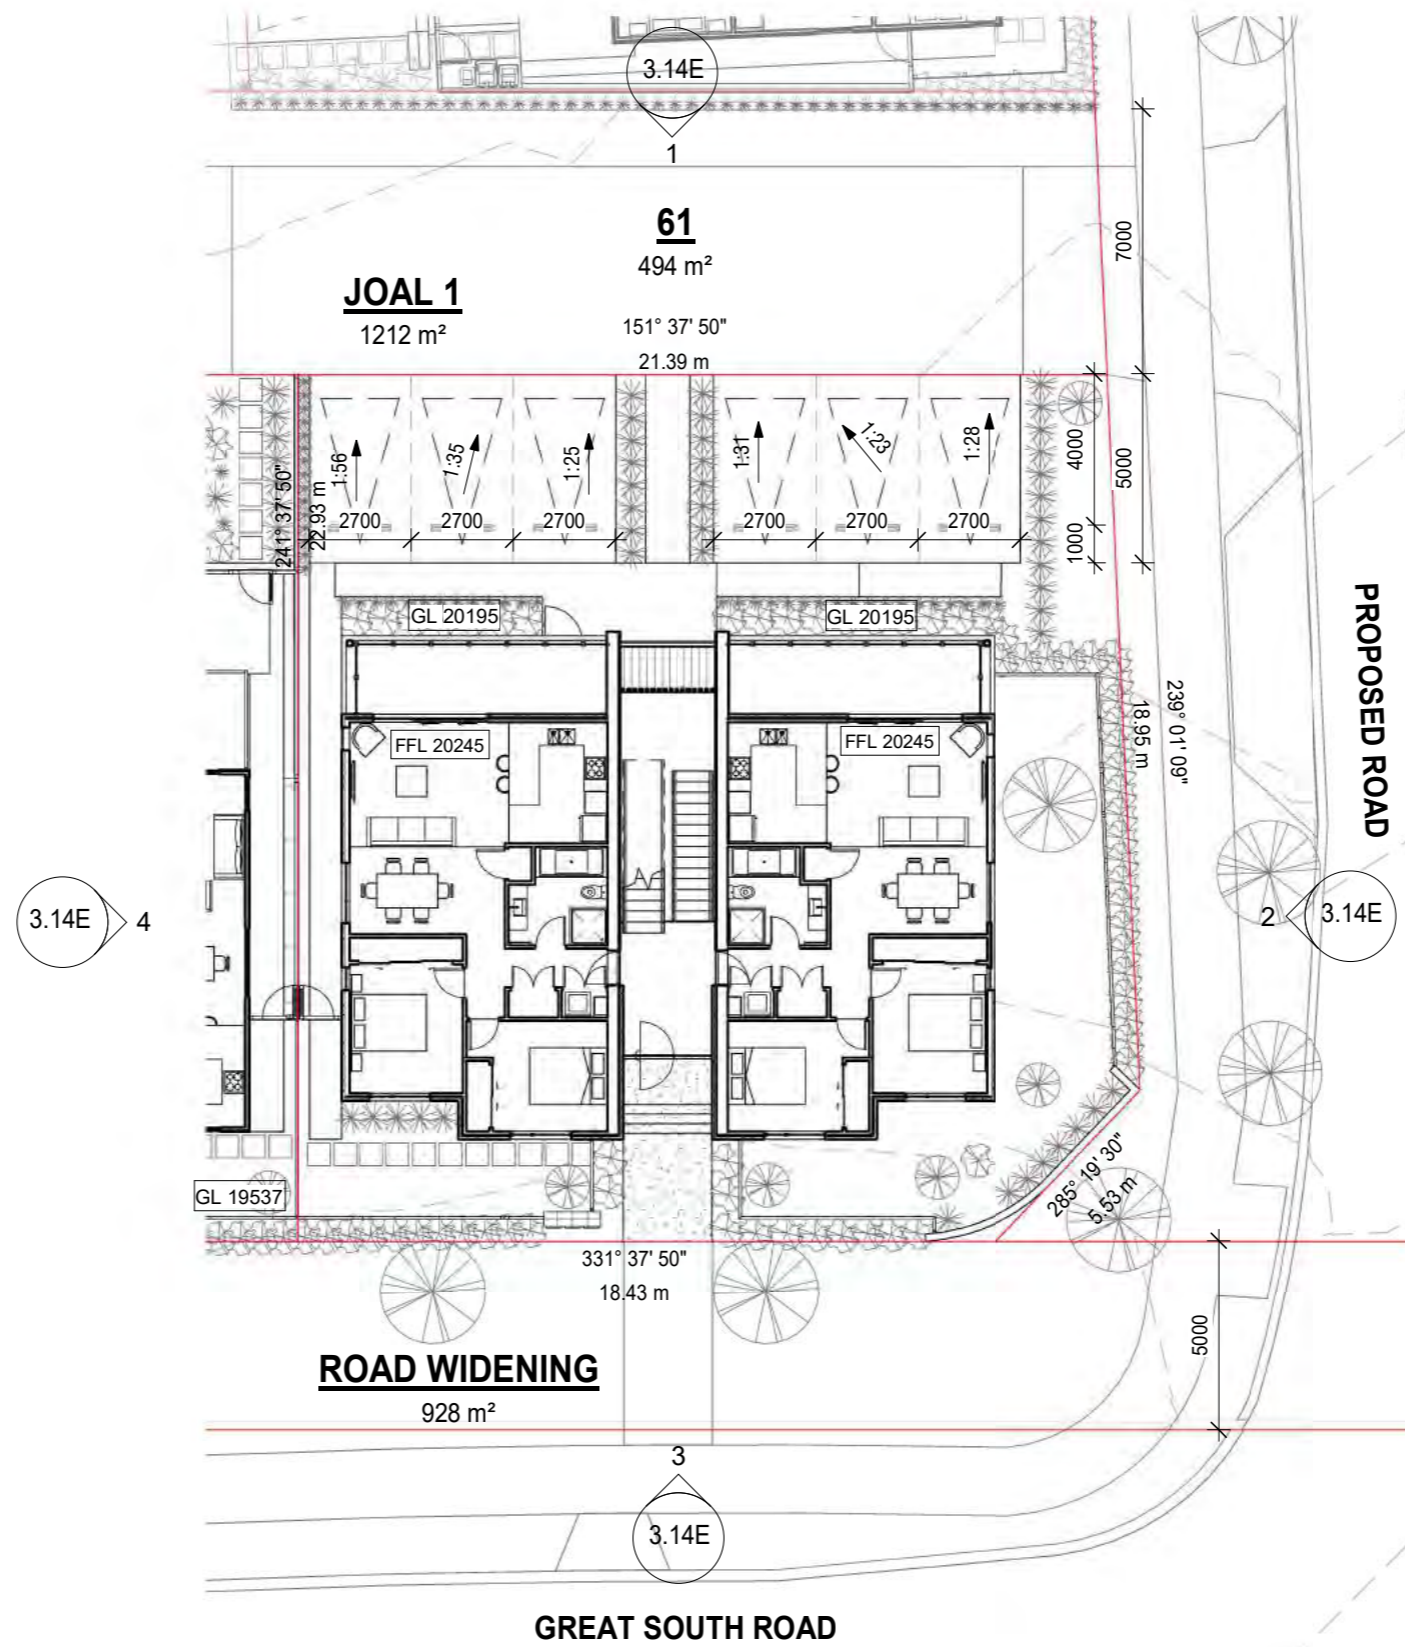 3.14E
1
61
494 m²
JOAL 1
1212 m²
151° 37' 50"
21.39 m
7000
1:56
1:35
1:25
1:31
1:23
1:28
4000
5000
241° 37' 50"
22.93 m
2700
2700
2700
2700
2700
2700
1000
GL 20195
GL 20195
PROPOSED ROAD
239° 01' 09"
18.95 m
FFL 20245
FFL 20245
3.14E
4
2
3.14E
GL 19537
285° 19' 30"
5.53 m
331° 37' 50"
18.43 m
5000
ROAD WIDENING
928 m²
3
3.14E
GREAT SOUTH ROAD